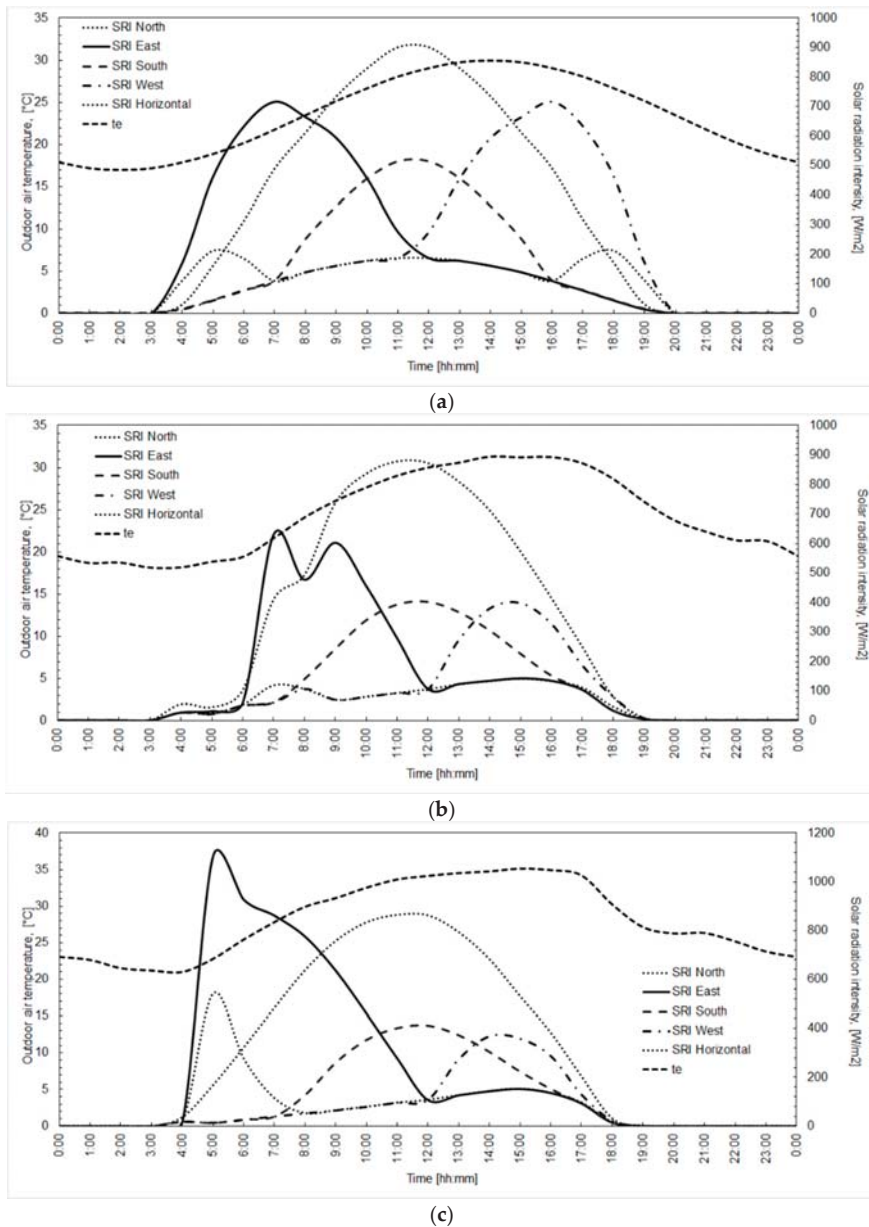 35
30
25
20
15
10
5
0
Outdoor air temperature, [°C]
SRI North
SRI East
SRI South
SRI West
SRI Horizontal
te
1000
900
800
700
600
500
400
300
200
100
0
Solar radiation intensity, [W/m2]
0:00 1:00 2:00 3:00 4:00 5:00 6:00 7:00 8:00 9:00 10:00 11:00 12:00 13:00 14:00 15:00 16:00 17:00 18:00 19:00 20:00 21:00 22:00 23:00 0:00
Time [hh:mm]
(a)
35
30
25
20
15
10
5
0
Outdoor air temperature, [°C]
SRI North
SRI East
SRI South
SRI West
SRI Horizontal
te
1000
900
800
700
600
500
400
300
200
100
0
Solar radiation intensity, [W/m2]
0:00 1:00 2:00 3:00 4:00 5:00 6:00 7:00 8:00 9:00 10:00 11:00 12:00 13:00 14:00 15:00 16:00 17:00 18:00 19:00 20:00 21:00 22:00 23:00 0:00
Time [hh:mm]
(b)
40
35
30
25
20
15
10
5
0
Outdoor air temperature, [°C]
SRI North
SRI East
SRI South
SRI West
SRI Horizontal
te
1200
1000
800
600
400
200
0
Solar radiation intensity, [W/m2]
0:00 1:00 2:00 3:00 4:00 5:00 6:00 7:00 8:00 9:00 10:00 11:00 12:00 13:00 14:00 15:00 16:00 17:00 18:00 19:00 20:00 21:00 22:00 23:00 0:00
Time [hh:mm]
(c)